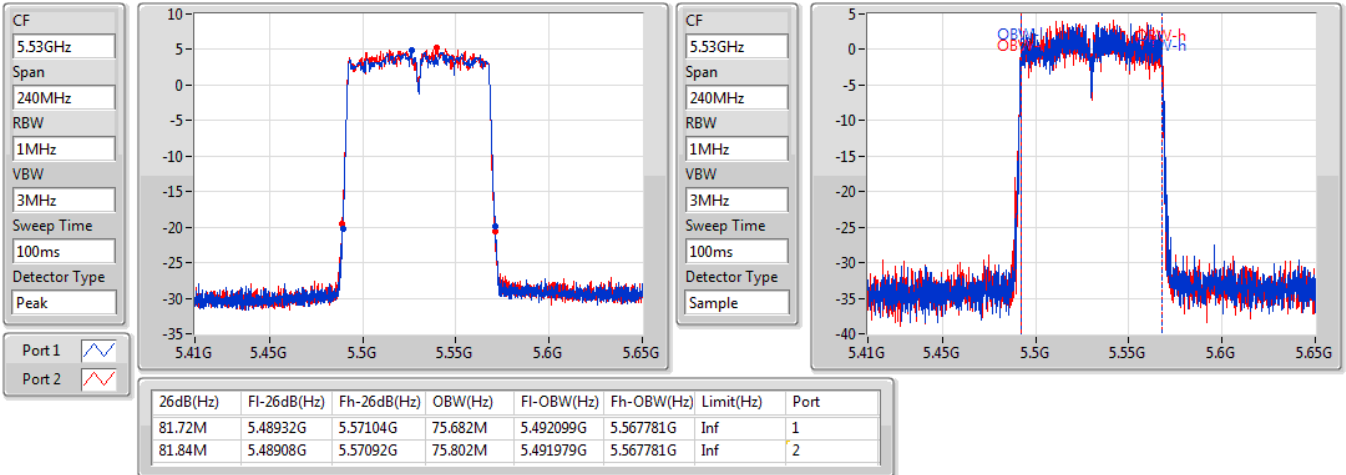 CF
5.53GHz
Span
240MHz
RBW
1MHz
VBW
3MHz
Sweep Time
100ms
Detector Type
Peak
10
5
0
-5
-10
-15
-20
-25
-30
-35
5.41G 5.45G 5.5G 5.55G 5.6G 5.65G
CF
5.53GHz
Span
240MHz
RBW
1MHz
VBW
3MHz
Sweep Time
100ms
Detector Type
Sample
5
0
-5
-10
-15
-20
-25
-30
-35
-40
5.41G 5.45G 5.5G 5.55G 5.6G 5.65G
Port 1
Port 2
26dB(Hz) Fl-26dB(Hz) Fh-26dB(Hz) OBW(Hz) Fl-OBW(Hz) Fh-OBW(Hz) Limit(Hz) Port
81.72M 5.48932G 5.57104G 75.682M 5.492099G 5.567781G Inf 1
81.84M 5.48908G 5.57092G 75.802M 5.491979G 5.567781G Inf 2